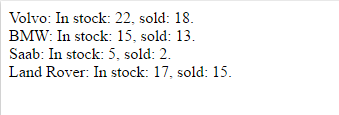 Volvo: In stock: 22, sold: 18.
BMW: In stock: 15, sold: 13.
Saab: In stock: 5, sold: 2.
Land Rover: In stock: 17, sold: 15.